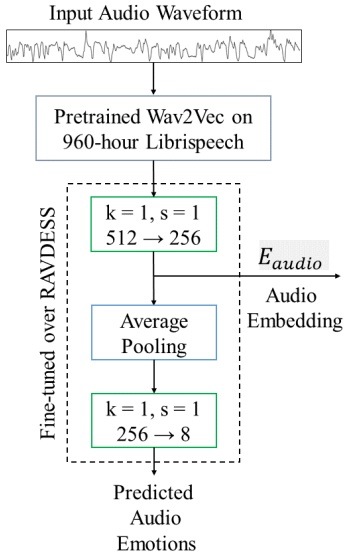 Input Audio Waveform
Pretrained Wav2Vec on
960-hour Librispeech
Fine-tuned over RAVDESS
k = 1, s = 1
512 → 256
E_audio
Audio
Embedding
Average
Pooling
k = 1, s = 1
256 → 8
Predicted
Audio
Emotions